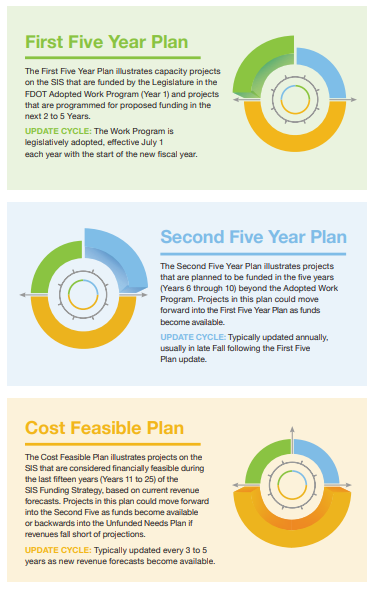 First Five Year Plan
The First Five Year Plan illustrates capacity projects
on the SIS that are funded by the Legislature in the
FDOT Adopted Work Program (Year 1) and projects
that are programmed for proposed funding in the
next 2 to 5 Years.
UPDATE CYCLE: The Work Program is
legislatively adopted, effective July 1
each year with the start of the new fiscal year.
Second Five Year Plan
The Second Five Year Plan illustrates projects
that are planned to be funded in the five years
(Years 6 through 10) beyond the Adopted Work
Program. Projects in this plan could move
forward into the First Five Year Plan as funds
become available.
UPDATE CYCLE: Typically updated annually,
usually in late Fall following the First Five
Plan update.
Cost Feasible Plan
The Cost Feasible Plan illustrates projects on the
SIS that are considered financially feasible during
the last fifteen years (Years 11 to 25) of the
SIS Funding Strategy, based on current revenue
forecasts. Projects in this plan could move forward
into the Second Five as funds become available
or backwards into the Unfunded Needs Plan if
revenues fall short of projections.
UPDATE CYCLE: Typically updated every 3 to 5
years as new revenue forecasts become available.